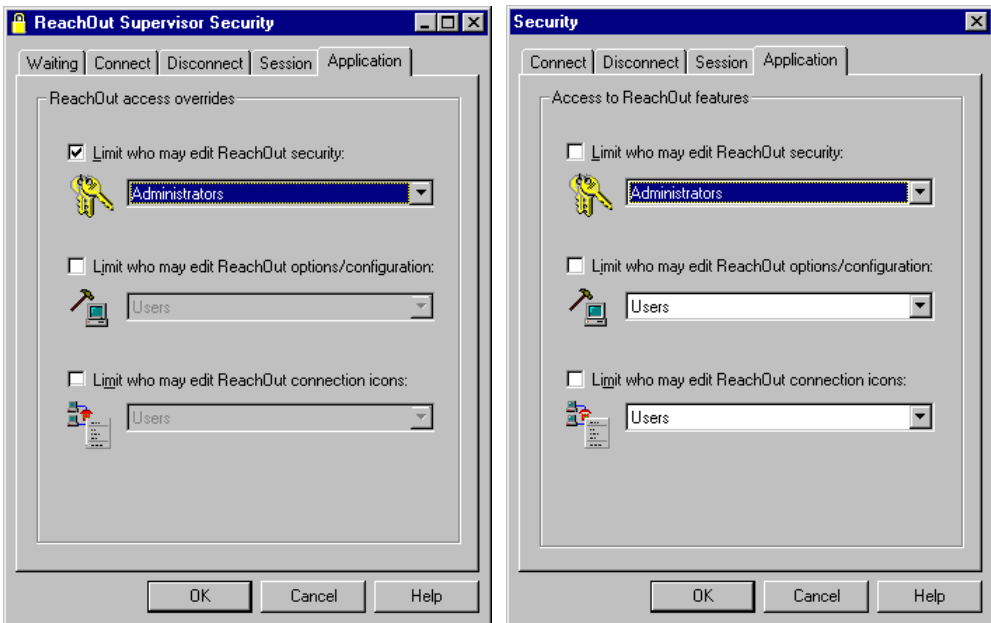 ReachOut Supervisor Security
Waiting Connect Disconnect Session Application
ReachOut access overrides
Limit who may edit ReachOut security:
Administrators
Limit who may edit ReachOut options/configuration:
Users
Limit who may edit ReachOut connection icons:
Users
OK Cancel Help
Security
Connect Disconnect Session Application
Access to ReachOut features
Limit who may edit ReachOut security:
Administrators
Limit who may edit ReachOut options/configuration:
Users
Limit who may edit ReachOut connection icons:
Users
OK Cancel Help